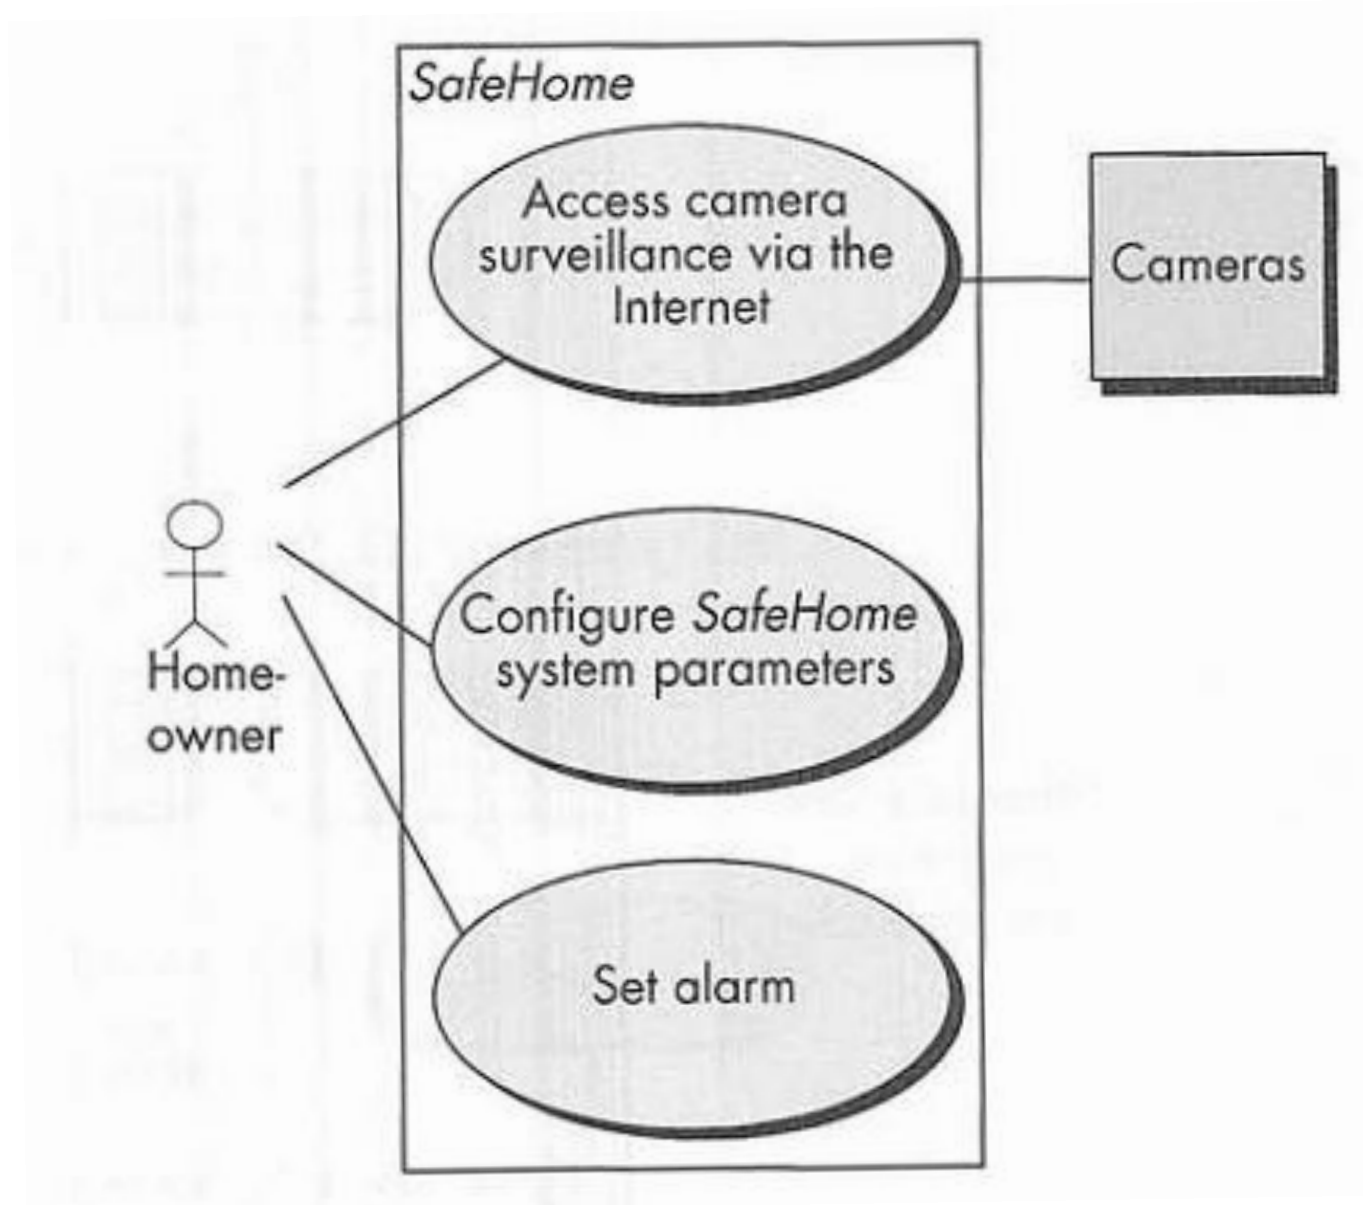 SafeHome
Access camera
surveillance via the
Internet
Cameras
Configure SafeHome
system parameters
Home-
owner
Set alarm